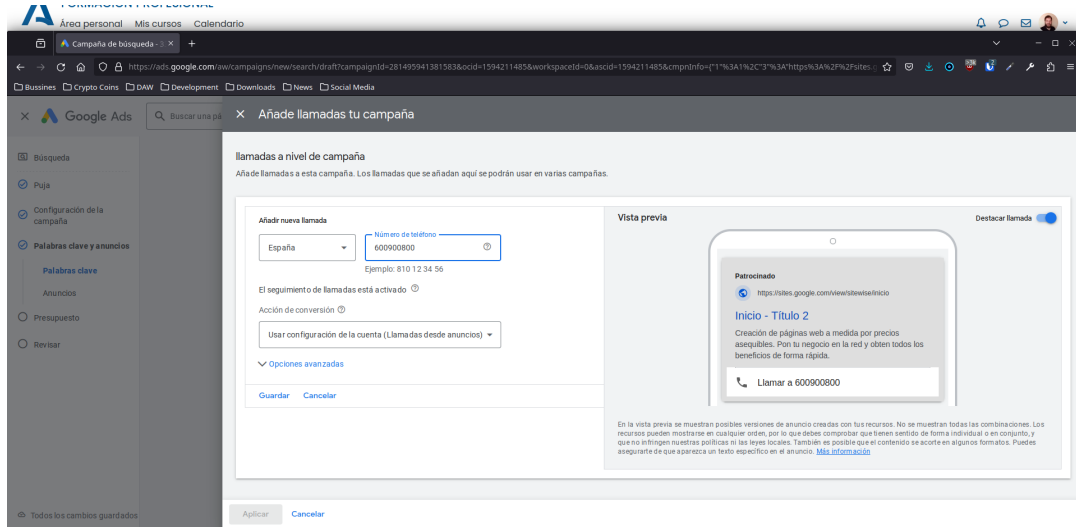 FORMACIÓN PROFESIONAL
Área personal Mis cursos Calendario
Campaña de búsqueda - 3
https://ads.google.com/aw/campaigns/new/search/draft?campaignId=281495941381583&ocid=1594211485&workspaceId=0&ascid=1594211485&cmpnInfo={"1"%3A1%2C"3"%3A"https%3A%2F%2Fsites.g
Bussines Crypto Coins DAW Development Downloads News Social Media
Google Ads
Buscar una pá
Añade llamadas tu campaña
Búsqueda
Puja
Configuración de la
campaña
Palabras clave y anuncios
Palabras clave
Anuncios
Presupuesto
Revisar
Todos los cambios guardados
llamadas a nivel de campaña
Añade llamadas a esta campaña. Los llamadas que se añadan aquí se podrán usar en varias campañas.
Añadir nueva llamada
España
Número de teléfono
600900800
Ejemplo: 810 12 34 56
El seguimiento de llamadas está activado
Acción de conversión
Usar configuración de la cuenta (Llamadas desde anuncios)
Opciones avanzadas
Guardar Cancelar
Vista previa
Destacar llamada
Patrocinado
https://sites.google.com/view/sitewise/inicio
Inicio - Título 2
Creación de páginas web a medida por precios
asequibles. Pon tu negocio en la red y obten todos los
beneficios de forma rápida.
Llamar a 600900800
En la vista previa se muestran posibles versiones de anuncio creadas con tus recursos. No se muestran todas las combinaciones. Los
recursos pueden mostrarse en cualquier orden, por lo que debes comprobar que tienen sentido de forma individual o en conjunto, y
que no infringen nuestras políticas ni las leyes locales. También es posible que el contenido se acorte en algunos formatos. Puedes
asegurarte de que aparezca un texto específico en el anuncio. Más información
Aplicar Cancelar